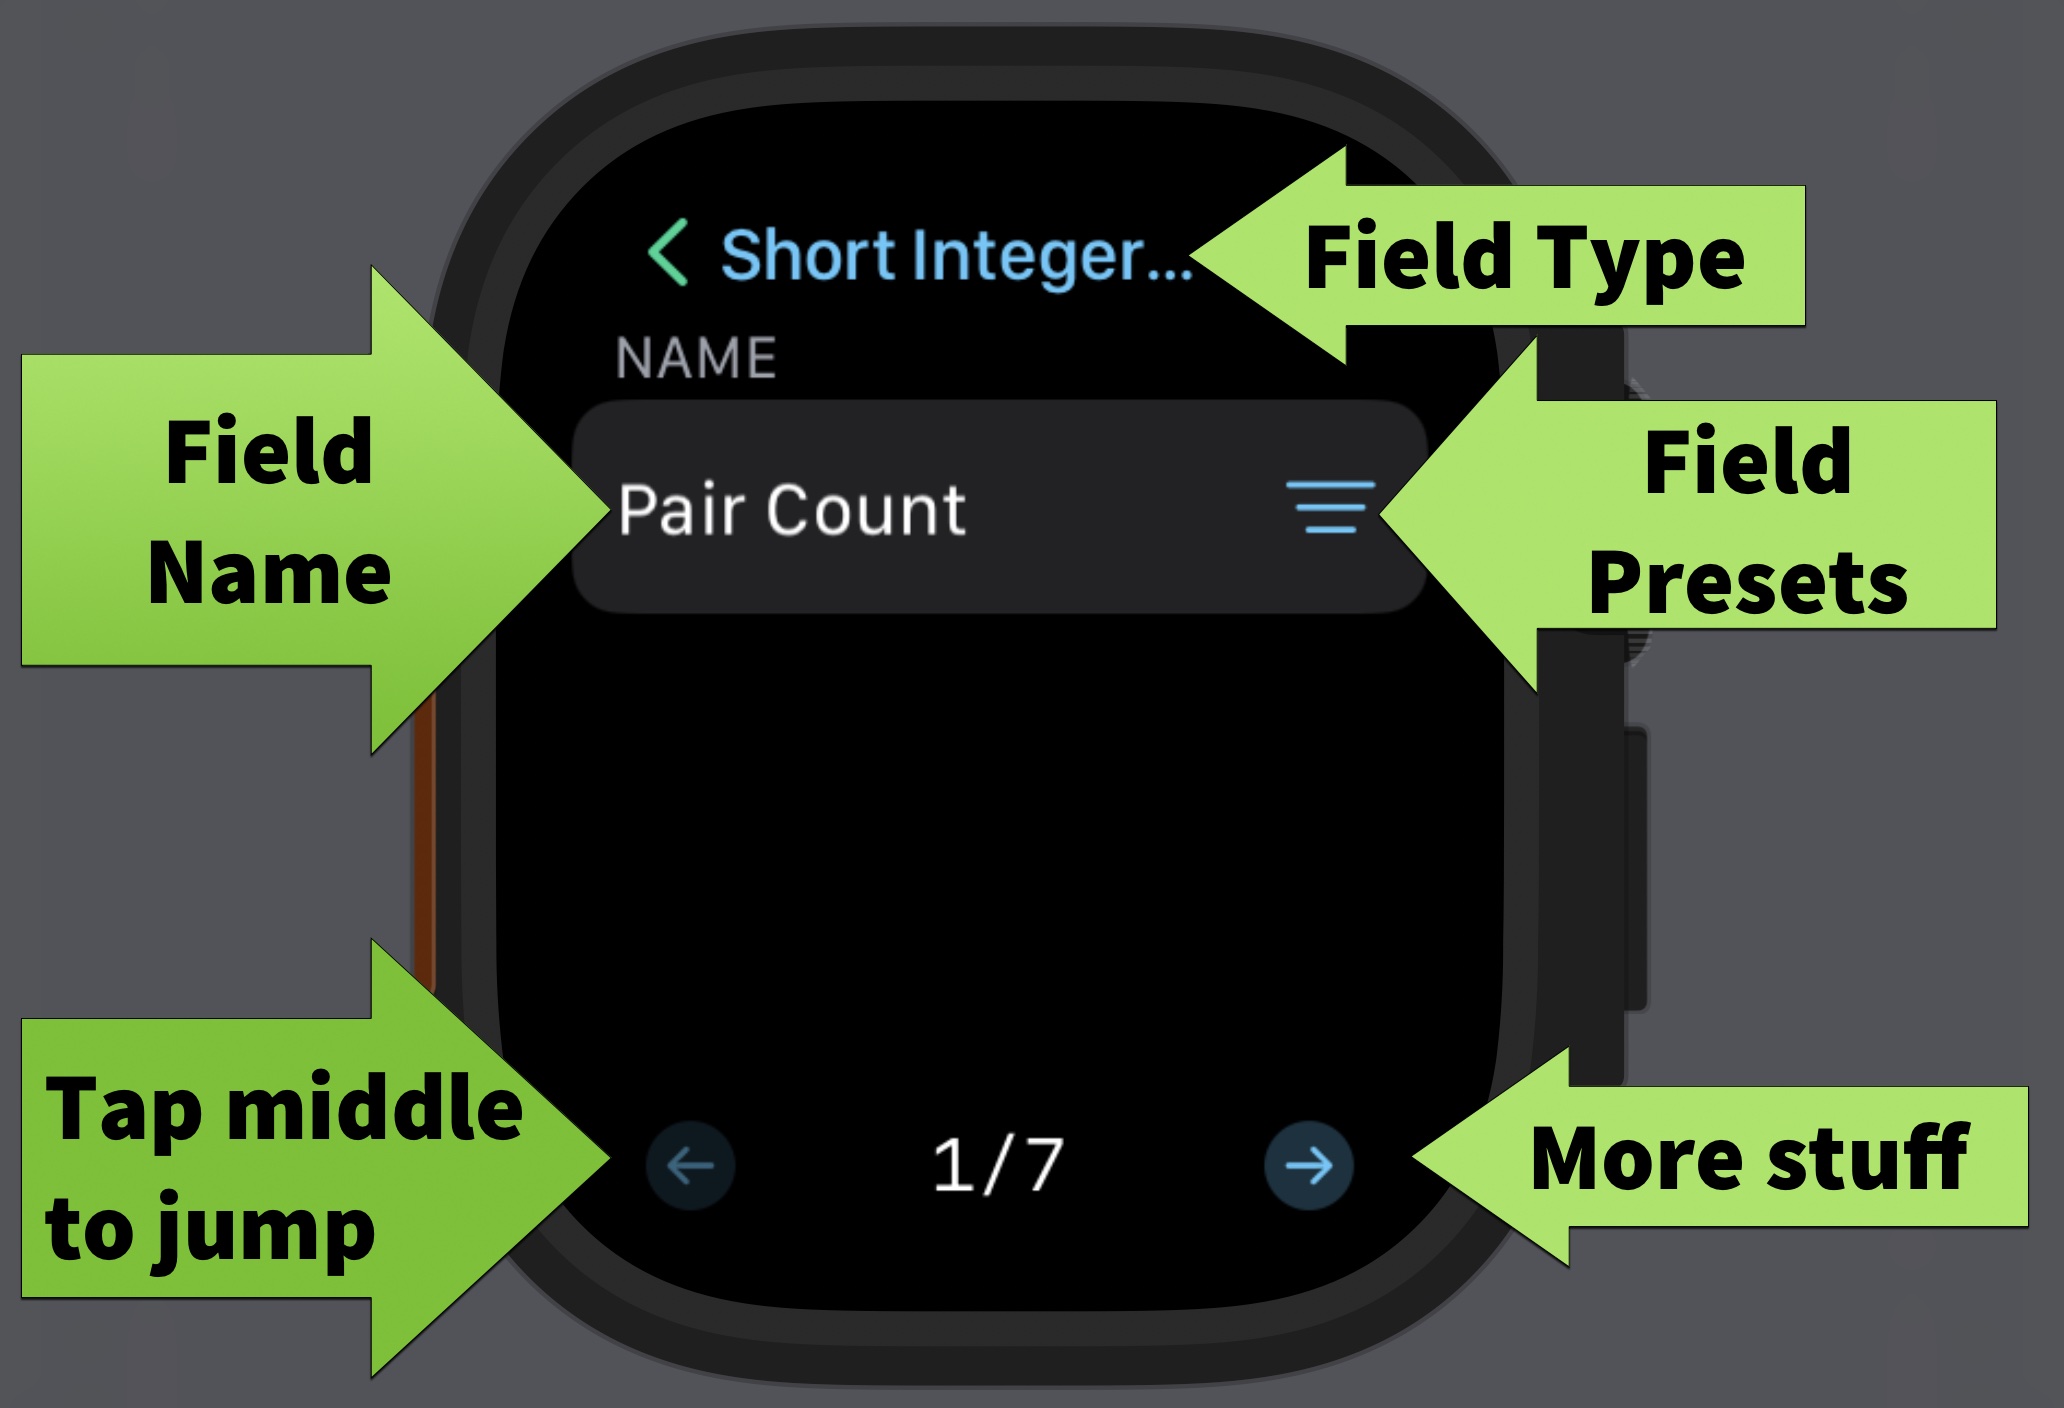 Short Integer...
Field Type
NAME
Field
Name
Pair Count
Field
Presets
Tap middle
to jump
1/7
More stuff